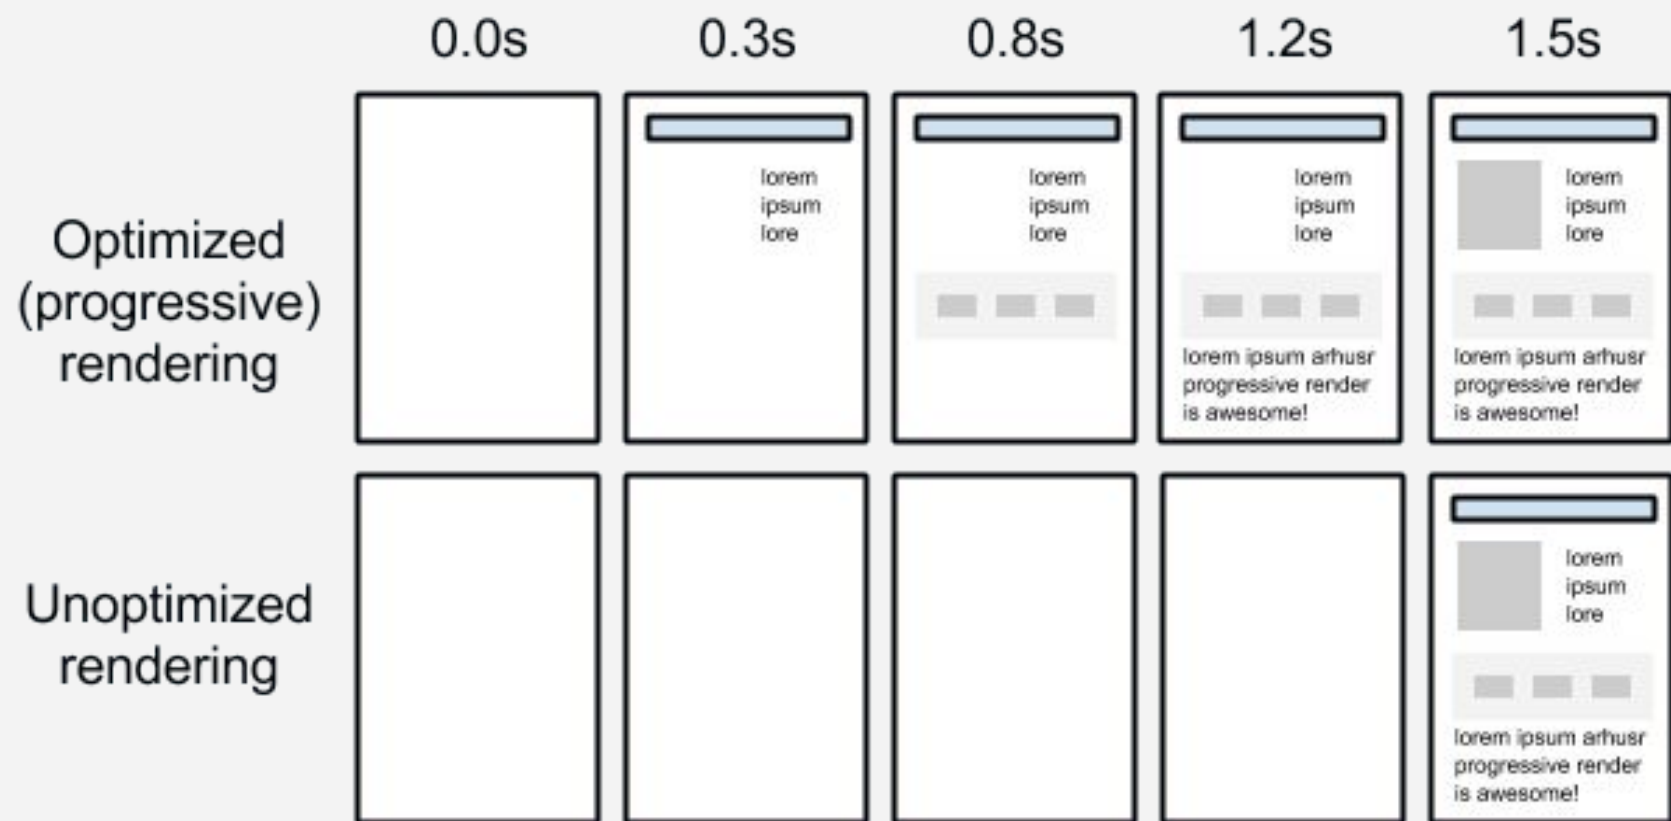 0.0s 0.3s 0.8s 1.2s 1.5s
Optimized
(progressive)
rendering
lorem
ipsum
lore
lorem
ipsum
lore
lorem
ipsum
lore
lorem ipsum arhusr
progressive render
is awesome!
lorem
ipsum
lore
lorem ipsum arhusr
progressive render
is awesome!
Unoptimized
rendering
lorem
ipsum
lore
lorem ipsum arhusr
progressive render
is awesome!